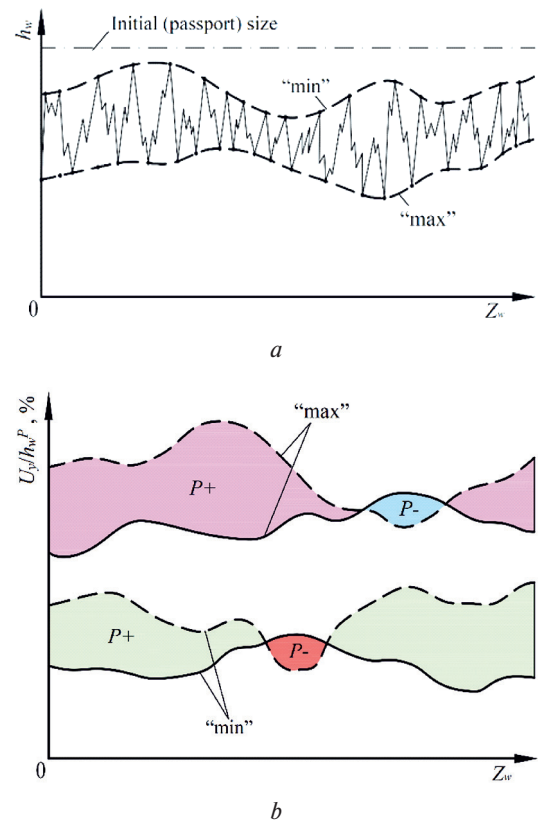 h_w
Initial (passport) size
“min”
“max”
0
Z_w
a
U_y/h_w^P, %
“max”
P+
P-
P+
P-
“min”
0
Z_w
b